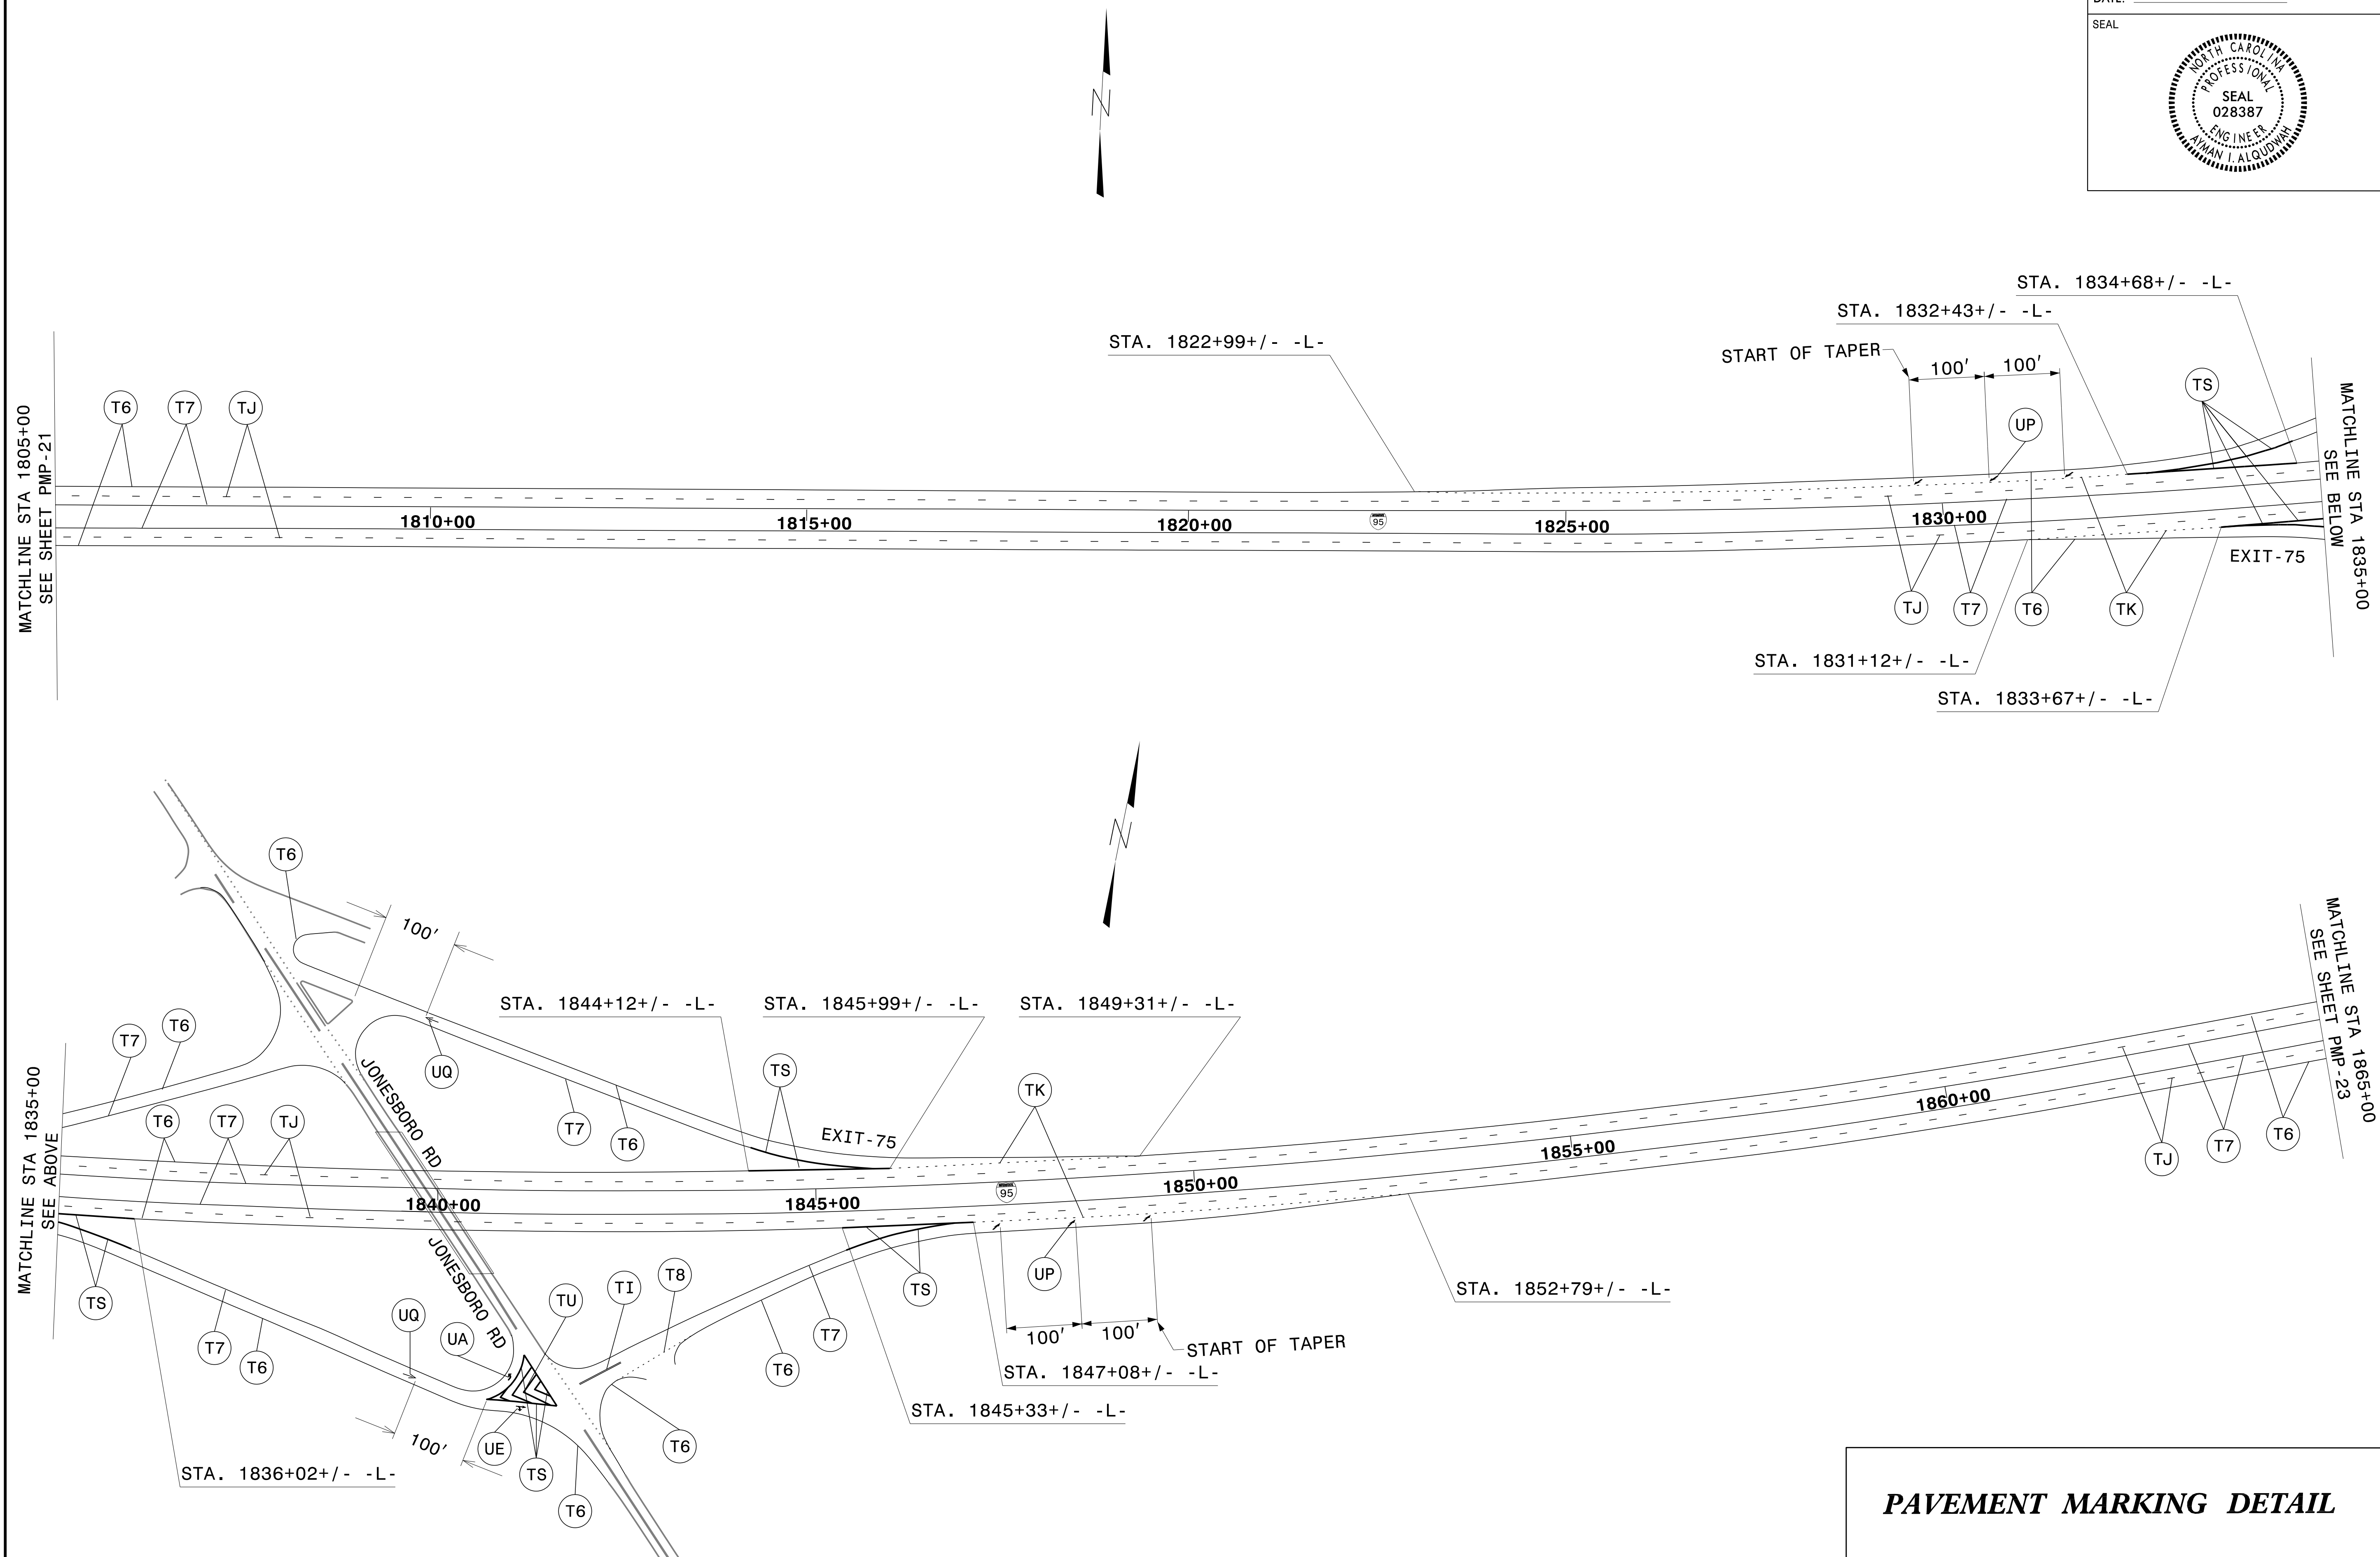 DATE:
SEAL
NORTH CAROLINA
PROFESSIONAL
SEAL
028387
ENGINEER
AYMAN I. ALQUDWAH
N
STA. 1834+68+/- -L-
STA. 1832+43+/- -L-
STA. 1822+99+/- -L-
START OF TAPER
100'
100'
TS
UP
T6
T7
TJ
MATCHLINE STA 1805+00
SEE SHEET PMP-21
MATCHLINE STA 1835+00
SEE BELOW
1810+00
1815+00
1820+00
95
1825+00
1830+00
EXIT-75
TJ
T7
T6
TK
STA. 1831+12+/- -L-
STA. 1833+67+/- -L-
N
T6
100'
MATCHLINE STA 1865+00
SEE SHEET PMP-23
STA. 1844+12+/- -L-
STA. 1845+99+/- -L-
STA. 1849+31+/- -L-
T7
T6
UQ
TS
TK
JONESBORO RD
MATCHLINE STA 1835+00
SEE ABOVE
T6
T7
TJ
T7
T6
EXIT-75
1840+00
1845+00
95
1850+00
1855+00
1860+00
TJ
T7
T6
JONESBORO RD
TS
T7
T6
UQ
UA
TU
TI
T8
TS
UP
STA. 1852+79+/- -L-
T6
T7
100'
100'
START OF TAPER
STA. 1847+08+/- -L-
STA. 1845+33+/- -L-
100'
UE
TS
T6
T6
STA. 1836+02+/- -L-
PAVEMENT MARKING DETAIL